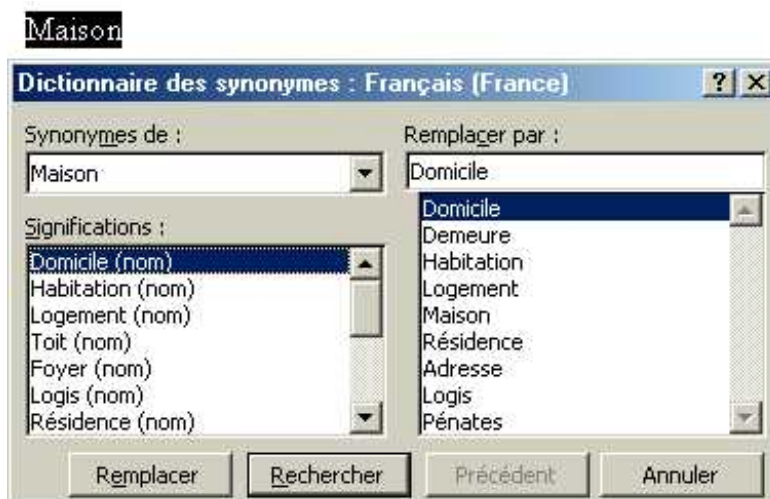 Maison
Dictionnaire des synonymes : Français (France)
Synonymes de :
Maison
Significations :
Domicile (nom)
Habitation (nom)
Logement (nom)
Toit (nom)
Foyer (nom)
Logis (nom)
Résidence (nom)
Remplacer par :
Domicile
Domicile
Demeure
Habitation
Logement
Maison
Résidence
Adresse
Logis
Pénates
Remplacer Rechercher Précédent Annuler